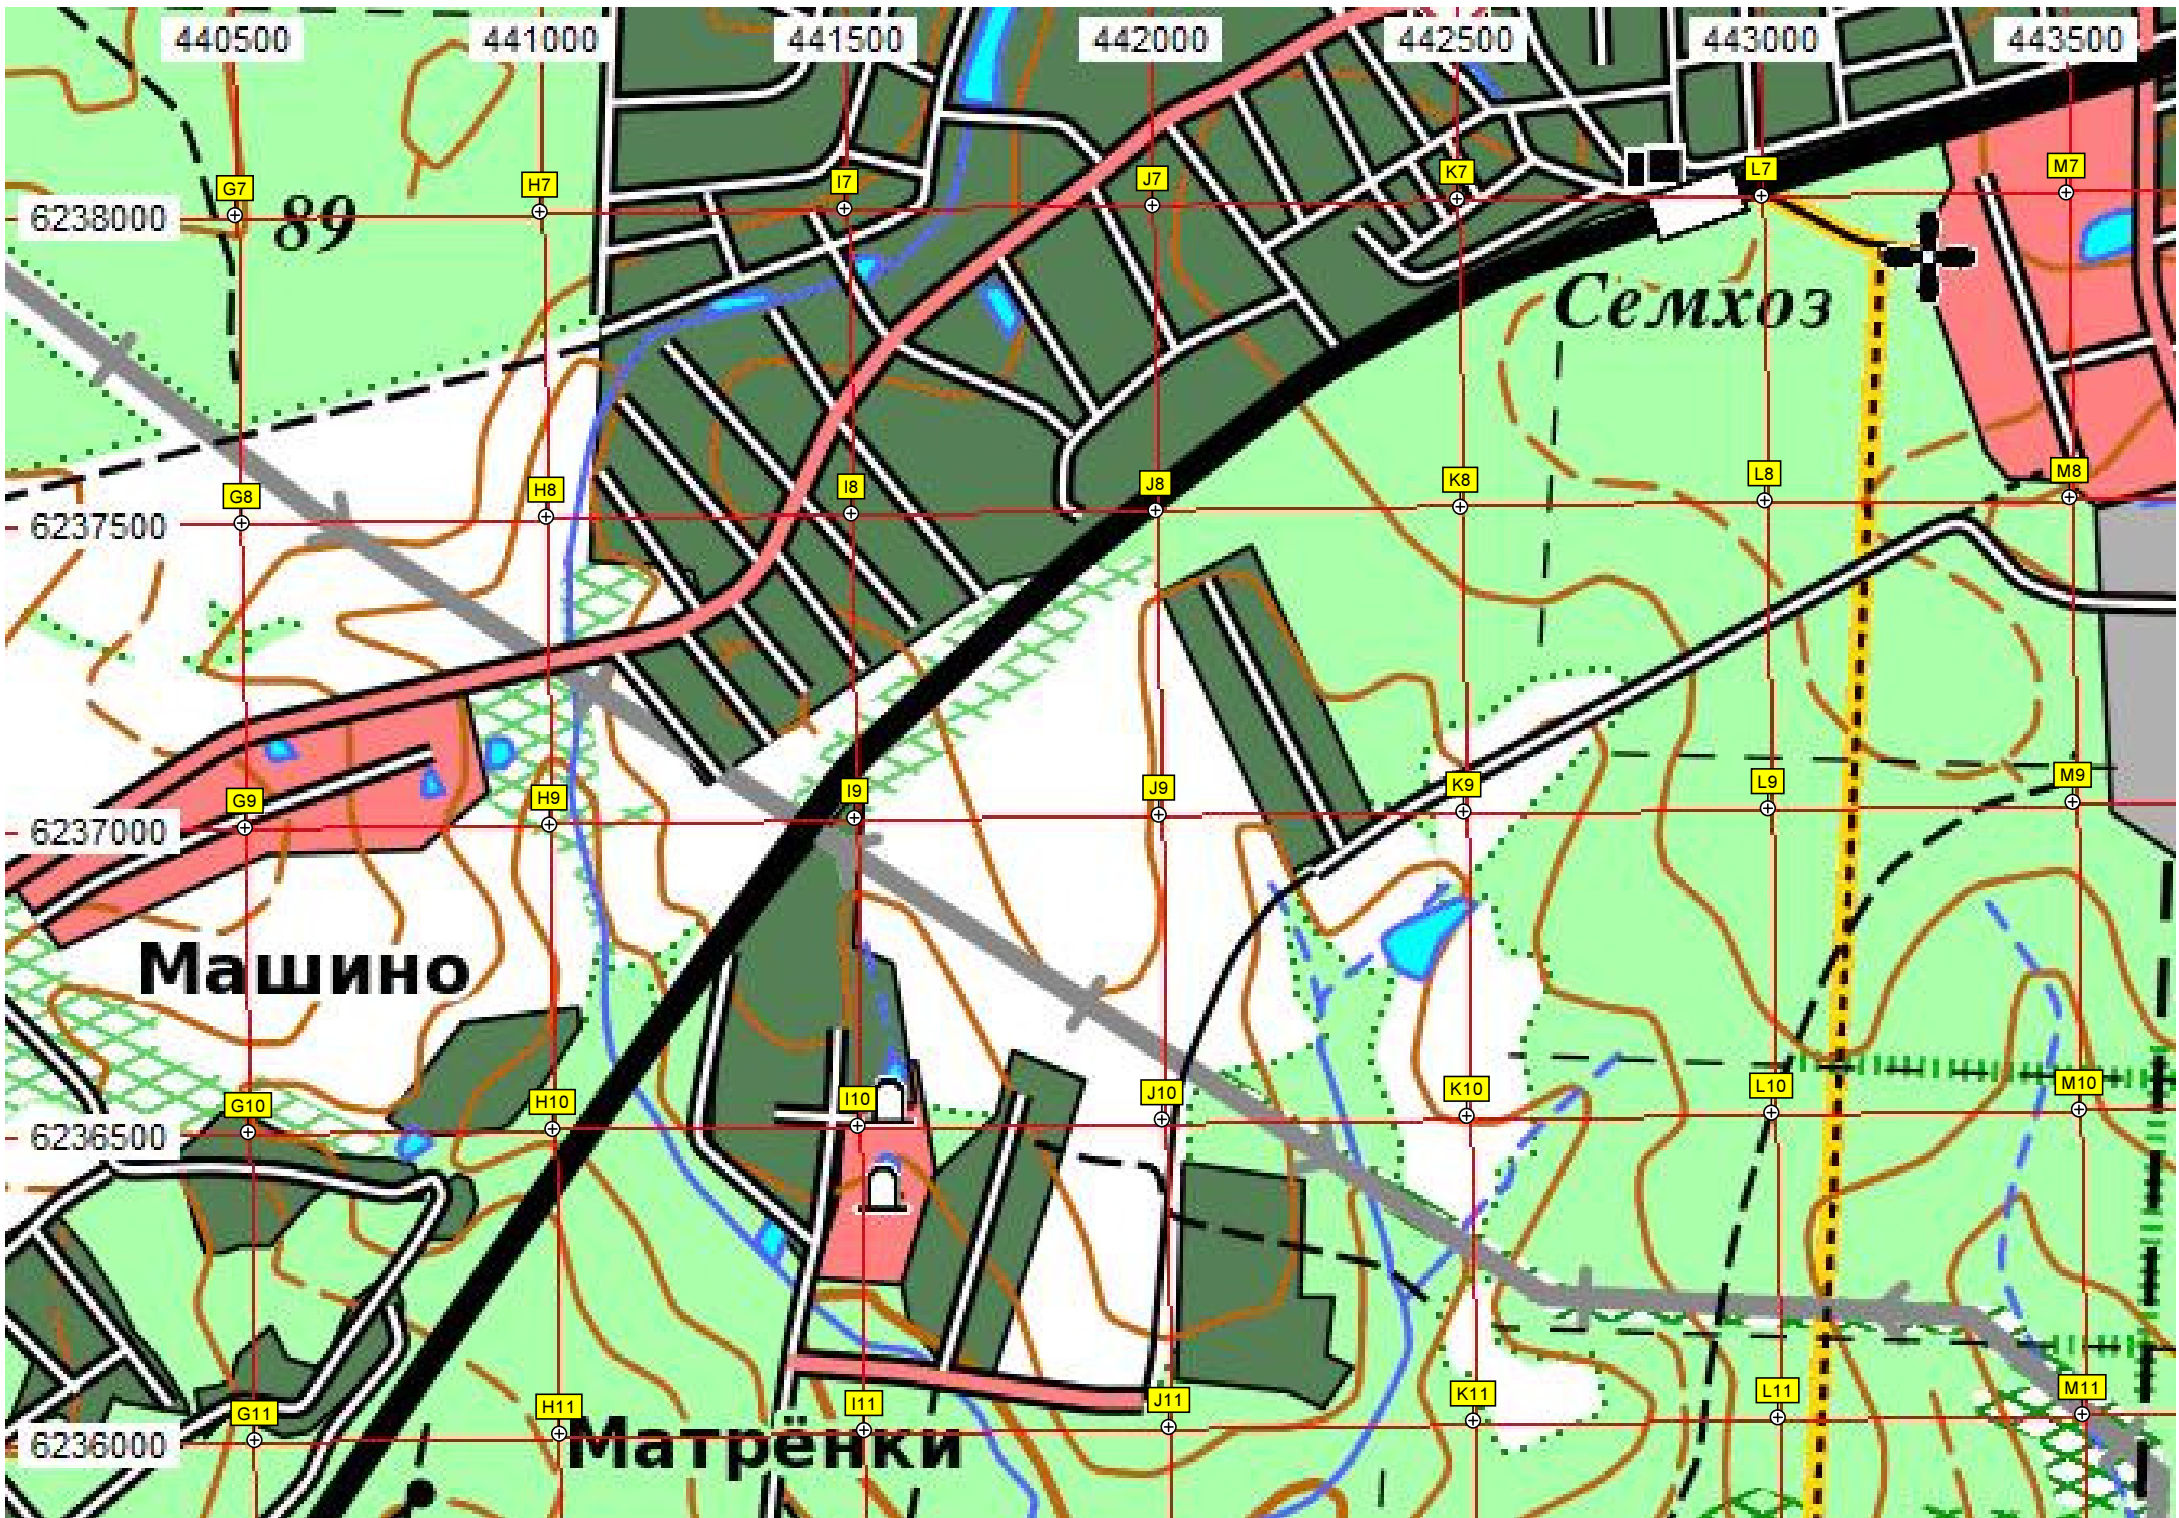 440500 441000 441500 442000 442500 443000 443500
G7 H7 I7 J7 K7 L7 M7
6238000
89
Семхоз
G8 H8 I8 J8 K8 L8 M8
6237500
G9 H9 I9 J9 K9 L9 M9
6237000
Машино
G10 H10 I10 J10 K10 L10 M10
6236500
G11 H11 I11 J11 K11 L11 M11
6236000
Матрёнки